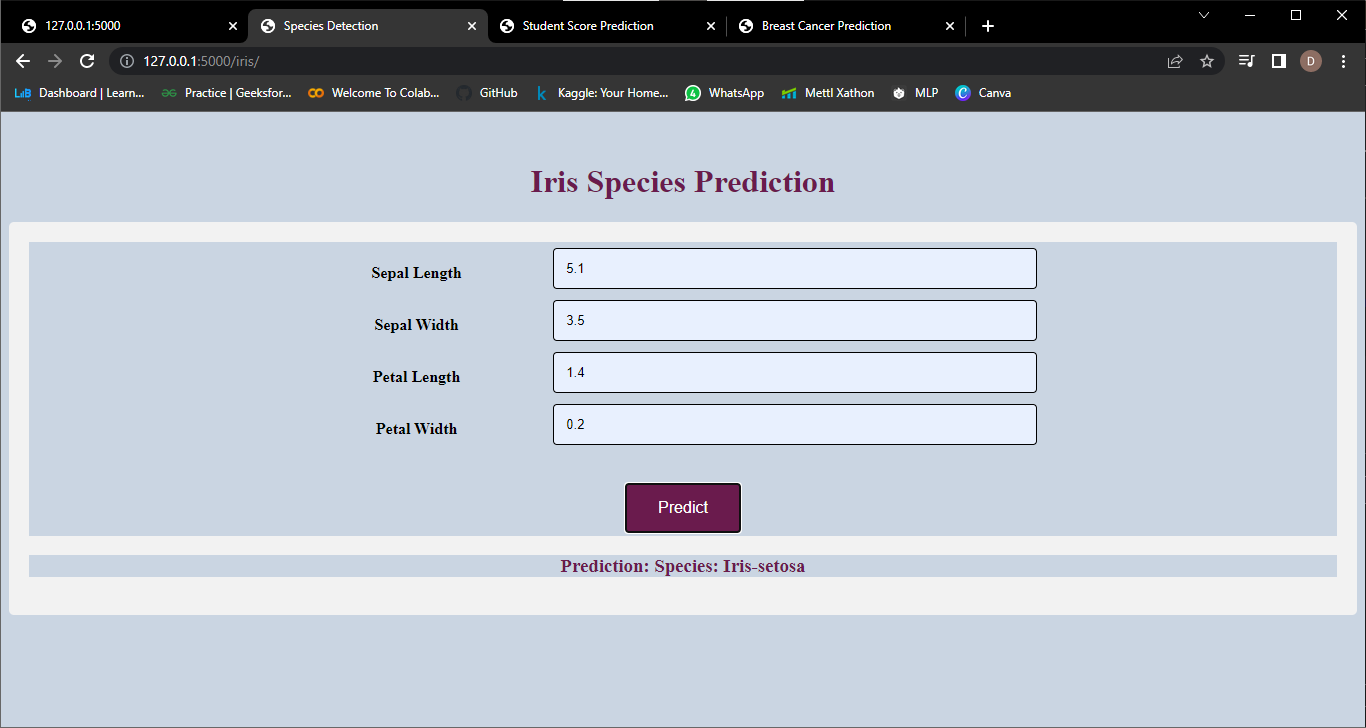 127.0.0.1:5000 Species Detection Student Score Prediction Breast Cancer Prediction
127.0.0.1:5000/iris/ D
LAB Dashboard | Learn... Practice | Geeksfor... Welcome To Colab... GitHub k Kaggle: Your Home... 4 WhatsApp Mettl Xathon MLP C Canva
Iris Species Prediction
Sepal Length 5.1
Sepal Width 3.5
Petal Length 1.4
Petal Width 0.2
Predict
Prediction: Species: Iris-setosa